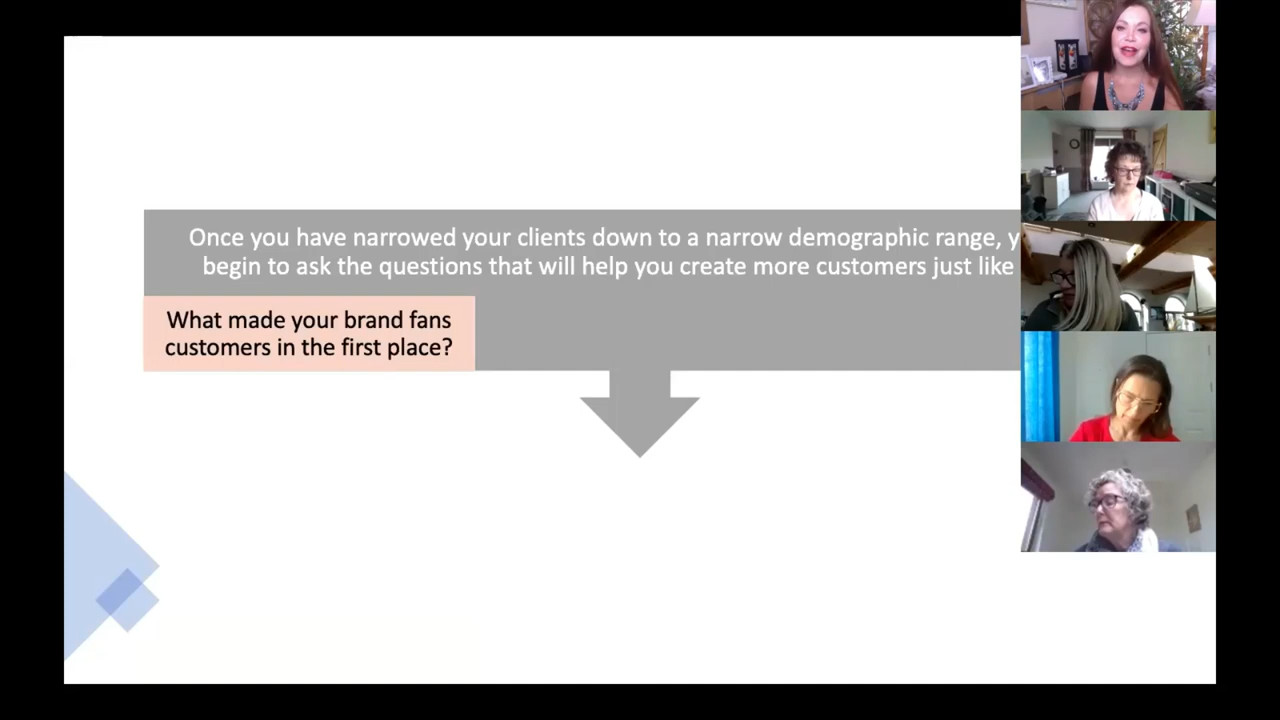 Once you have narrowed your clients down to a narrow demographic range, y
begin to ask the questions that will help you create more customers just like
What made your brand fans
customers in the first place?